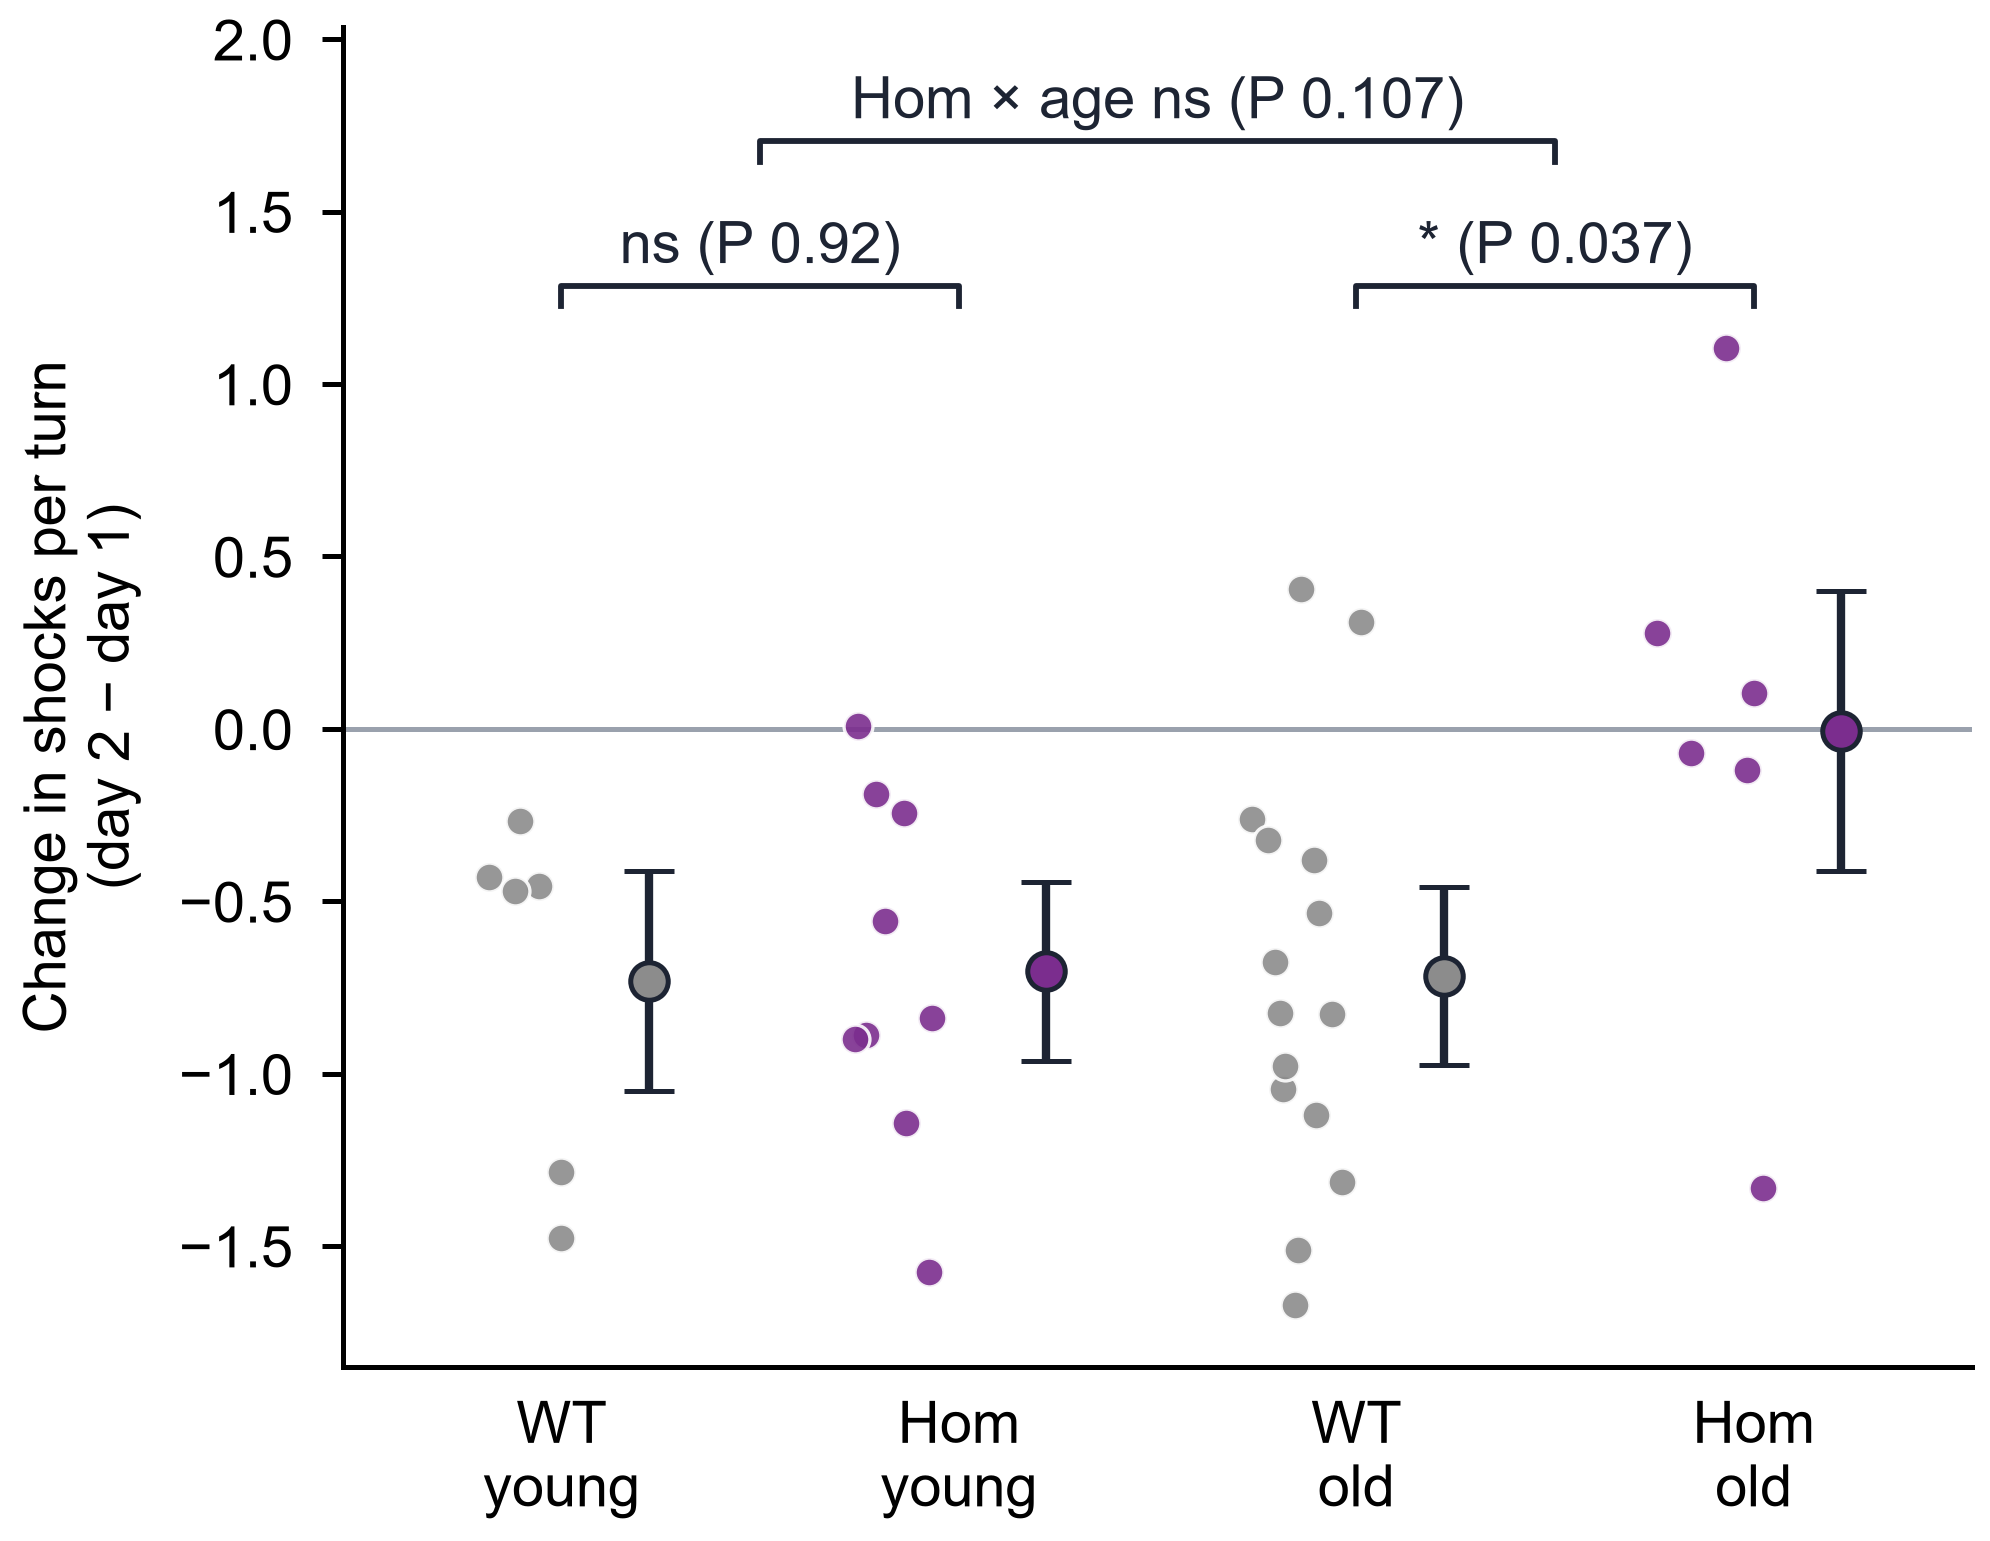 2.0
1.5
1.0
0.5
0.0
−0.5
−1.0
−1.5
Change in shocks per turn
(day 2 − day 1)
Hom × age ns (P 0.107)
ns (P 0.92)
* (P 0.037)
WT
young
Hom
young
WT
old
Hom
old